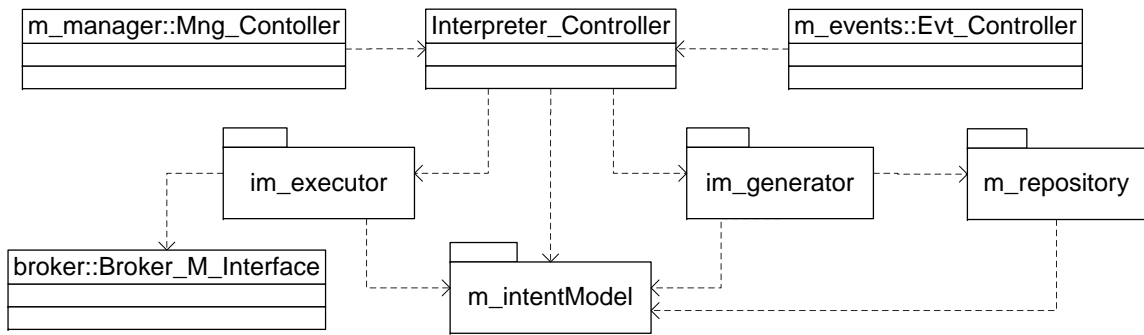 m_manager::Mng_Contoller
Interpreter_Controller
m_events::Evt_Controller
im_executor
im_generator
m_repository
broker::Broker_M_Interface
m_intentModel